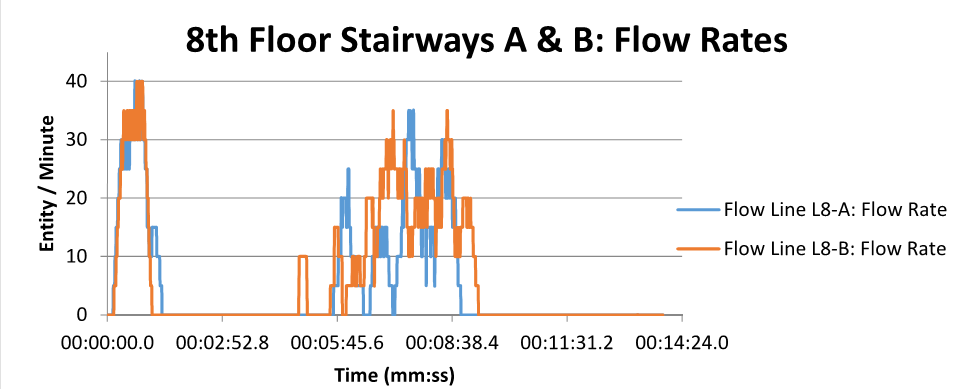 8th Floor Stairways A & B: Flow Rates
40
30
20
10
0
Entity / Minute
00:00:00.0 00:02:52.8 00:05:45.6 00:08:38.4 00:11:31.2 00:14:24.0
Time (mm:ss)
Flow Line L8-A: Flow Rate
Flow Line L8-B: Flow Rate